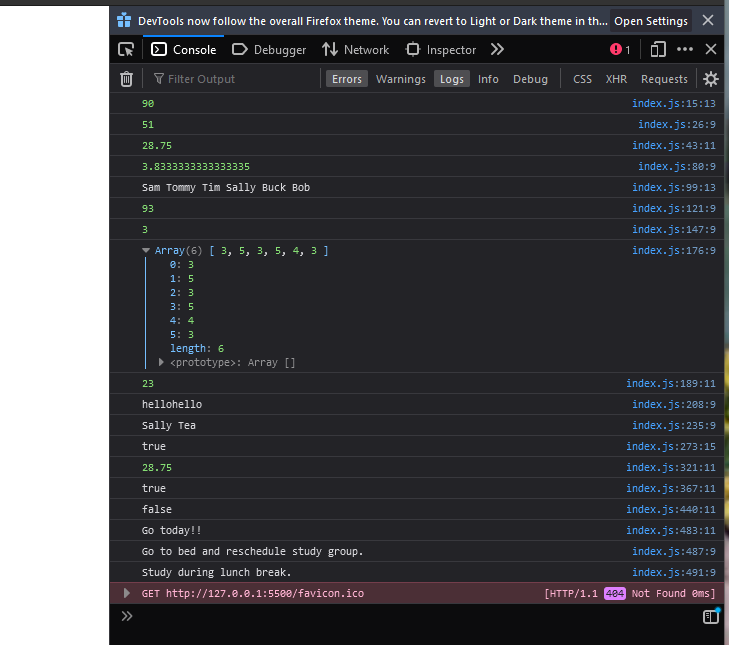 DevTools now follow the overall Firefox theme. You can revert to Light or Dark theme in th... Open Settings
Console Debugger Network Inspector 1
Filter Output Errors Warnings Logs Info Debug CSS XHR Requests
90 index.js:15:13
51 index.js:26:9
28.75 index.js:43:11
3.8333333333333335 index.js:80:9
Sam Tommy Tim Sally Buck Bob index.js:99:13
93 index.js:121:9
3 index.js:147:9
Array(6) [ 3, 5, 3, 5, 4, 3 ] index.js:176:9
0: 3
1: 5
2: 3
3: 5
4: 4
5: 3
length: 6
<prototype>: Array []
23 index.js:189:11
hellohello index.js:208:9
Sally Tea index.js:235:9
true index.js:273:15
28.75 index.js:321:11
true index.js:367:11
false index.js:440:11
Go today!! index.js:483:11
Go to bed and reschedule study group. index.js:487:9
Study during lunch break. index.js:491:9
GET http://127.0.0.1:5500/favicon.ico [HTTP/1.1 404 Not Found 0ms]